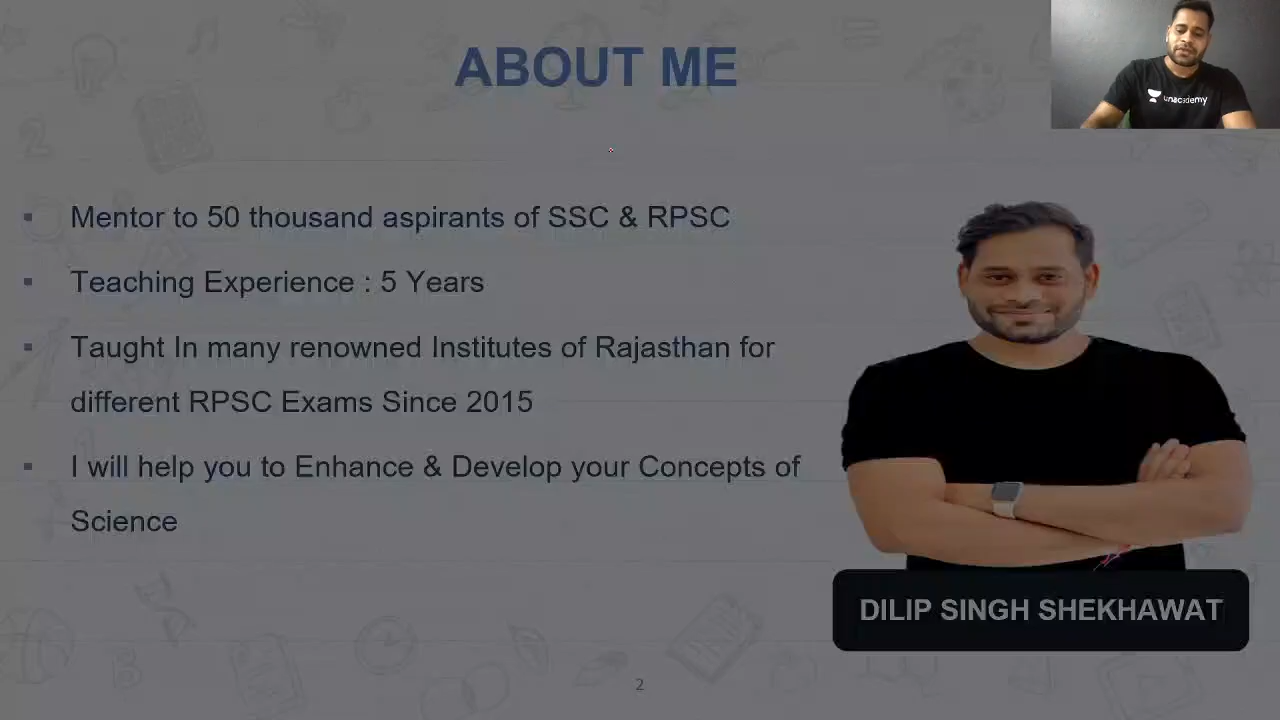 ABOUT ME
unacademy
Mentor to 50 thousand aspirants of SSC & RPSC
Teaching Experience : 5 Years
Taught In many renowned Institutes of Rajasthan for
different RPSC Exams Since 2015
I will help you to Enhance & Develop your Concepts of
Science
DILIP SINGH SHEKHAWAT
2